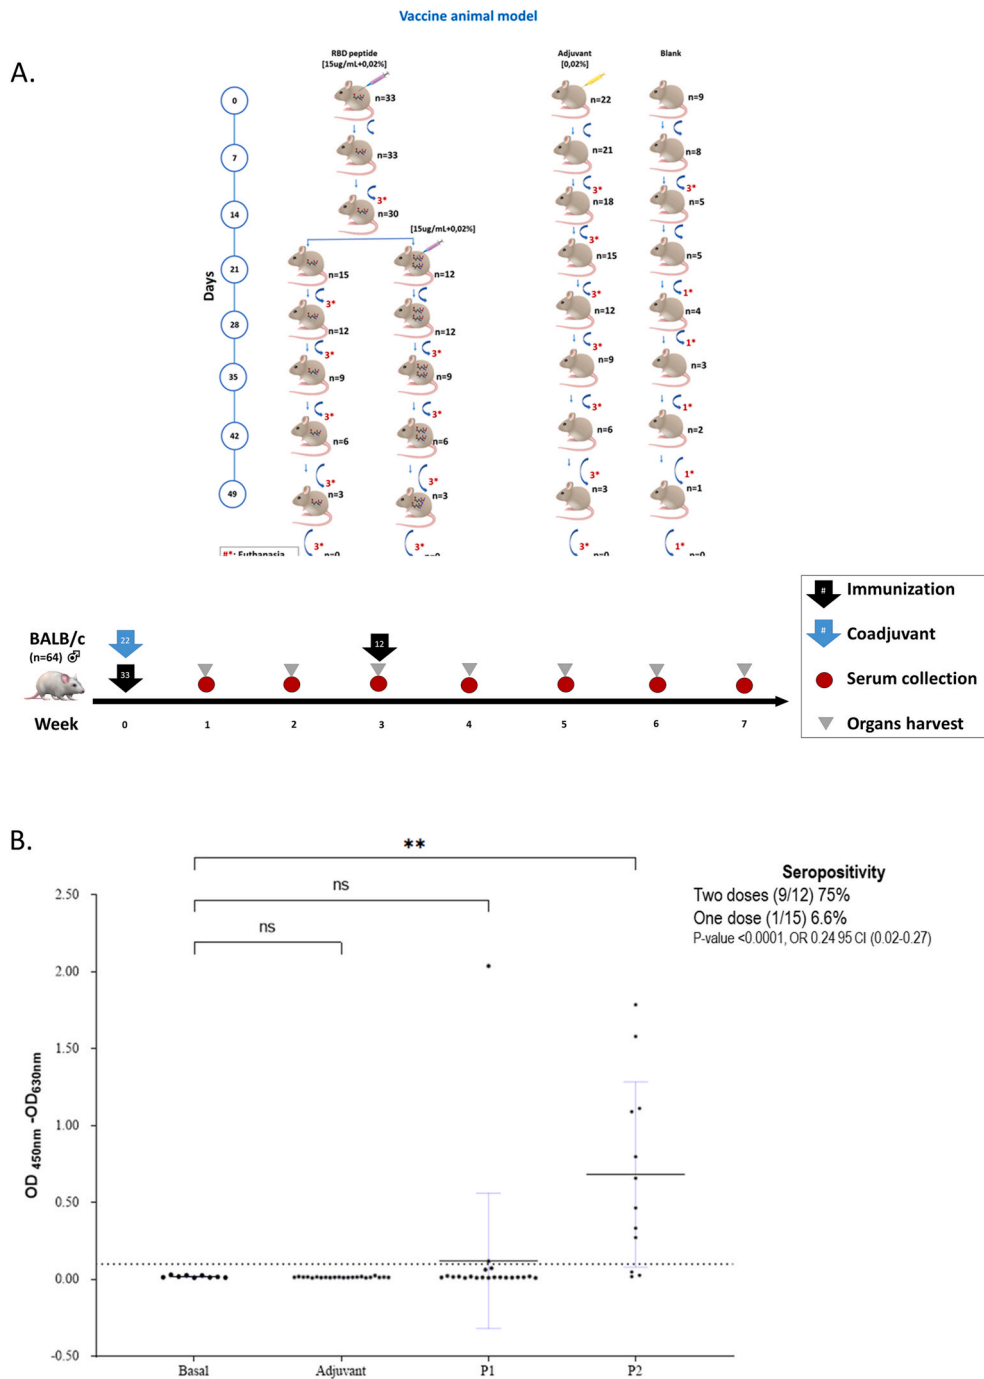 Vaccine animal model
A.
RBD peptide
[15ug/mL+0,02%]
Adjuvant
[0,02%]
Blank
0
n=33
n=22
n=9
7
n=33
n=21
n=8
3*
3*
3*
14
n=30
n=18
n=5
[15ug/mL+0,02%]
3*
21
n=15
n=12
n=15
n=5
3*
3*
1*
28
n=12
n=12
n=12
n=4
3*
3*
3*
1*
35
n=9
n=9
n=9
n=3
3*
3*
3*
1*
42
n=6
n=6
n=6
n=2
3*
3*
3*
1*
49
n=3
n=3
n=3
n=1
3*
3*
3*
1*
#*: Euthanasia
n=0
n=0
n=0
n=0
Days
BALB/c
(n=64) ♂
22
33
12
Week
0 1 2 3 4 5 6 7
# Immunization
# Coadjuvant
Serum collection
Organs harvest
B.
**
ns
ns
Seropositivity
Two doses (9/12) 75%
One dose (1/15) 6.6%
P-value <0.0001, OR 0.24 95 CI (0.02-0.27)
2.50
2.00
1.50
1.00
0.50
0.00
-0.50
OD 450nm -OD630nm
Basal Adjuvant P1 P2